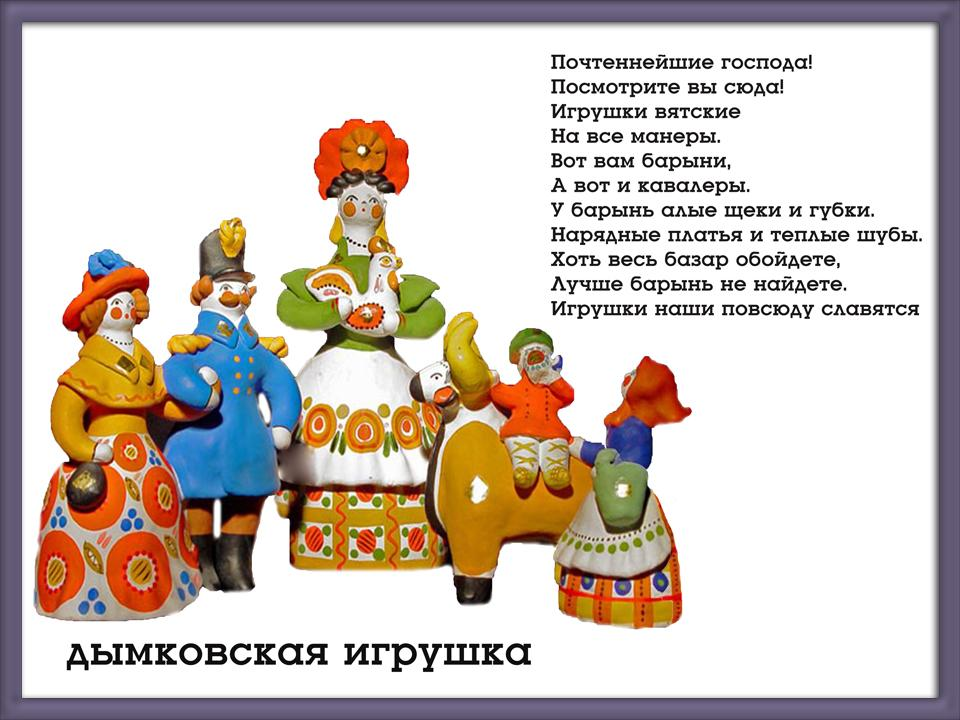 Почтеннейшие господа!
Посмотрите вы сюда!
Игрушки вятские
На все манеры.
Вот вам барыни,
А вот и кавалеры.
У барынь алые щеки и губки.
Нарядные платья и теплые шубы.
Хоть весь базар обойдете,
Лучше барынь не найдете.
Игрушки наши повсюду славятся
дымковская игрушка